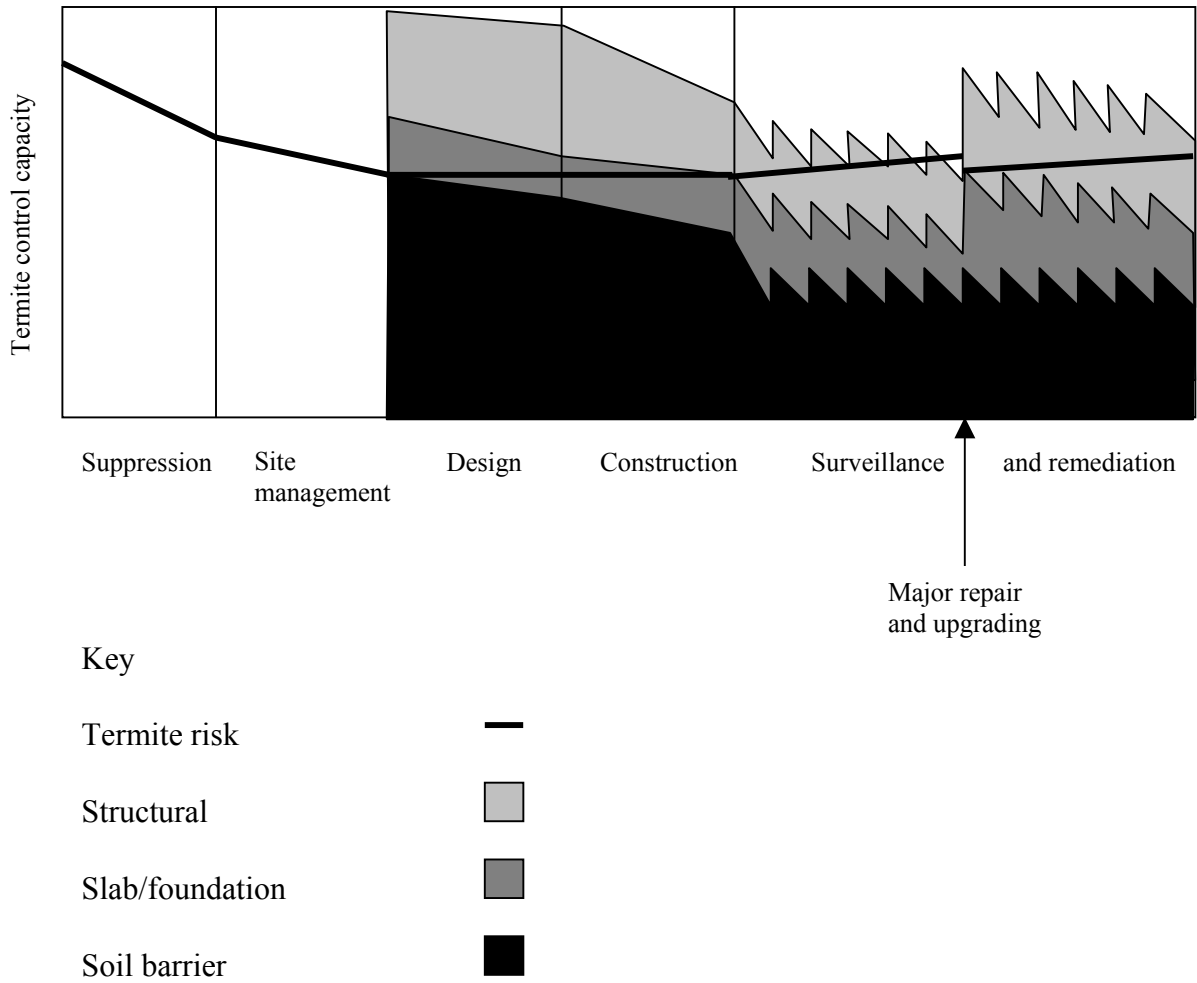 Termite control capacity
Suppression
Site
management
Design
Construction
Surveillance
and remediation
Major repair
and upgrading
Key
Termite risk
Structural
Slab/foundation
Soil barrier